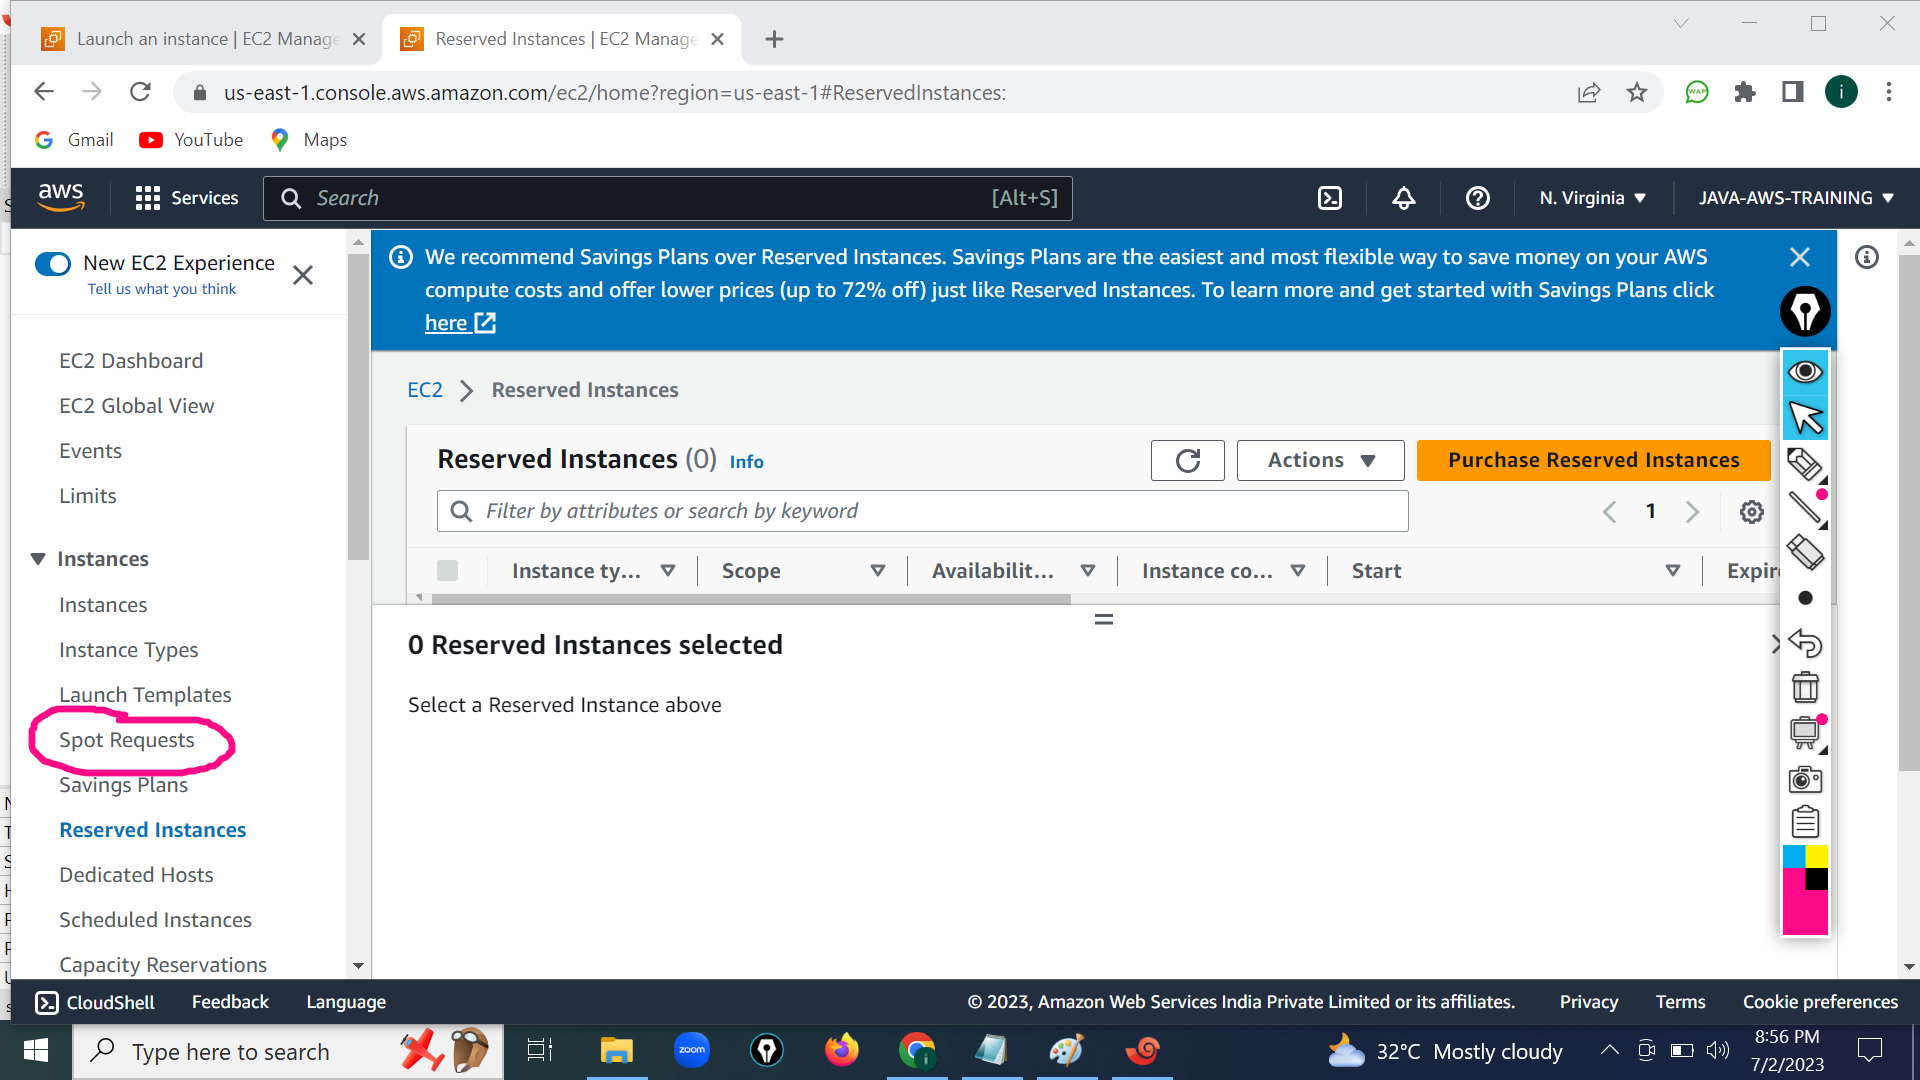 Launch an instance | EC2 Manage
Reserved Instances | EC2 Manage
us-east-1.console.aws.amazon.com/ec2/home?region=us-east-1#ReservedInstances:
WAP
i
Gmail
YouTube
Maps
aws
Services
Search
[Alt+S]
N. Virginia
JAVA-AWS-TRAINING
New EC2 Experience
Tell us what you think
We recommend Savings Plans over Reserved Instances. Savings Plans are the easiest and most flexible way to save money on your AWS
compute costs and offer lower prices (up to 72% off) just like Reserved Instances. To learn more and get started with Savings Plans click
here
EC2 Dashboard
EC2 Global View
Events
Limits
Instances
Instances
Instance Types
Launch Templates
Spot Requests
Savings Plans
Reserved Instances
Dedicated Hosts
Scheduled Instances
Capacity Reservations
EC2
Reserved Instances
Reserved Instances (0) Info
Actions
Purchase Reserved Instances
Filter by attributes or search by keyword
1
Instance ty...
Scope
Availabilit...
Instance co...
Start
Expire
0 Reserved Instances selected
Select a Reserved Instance above
CloudShell
Feedback
Language
© 2023, Amazon Web Services India Private Limited or its affiliates.
Privacy
Terms
Cookie preferences
Type here to search
zoom
32°C Mostly cloudy
8:56 PM
7/2/2023